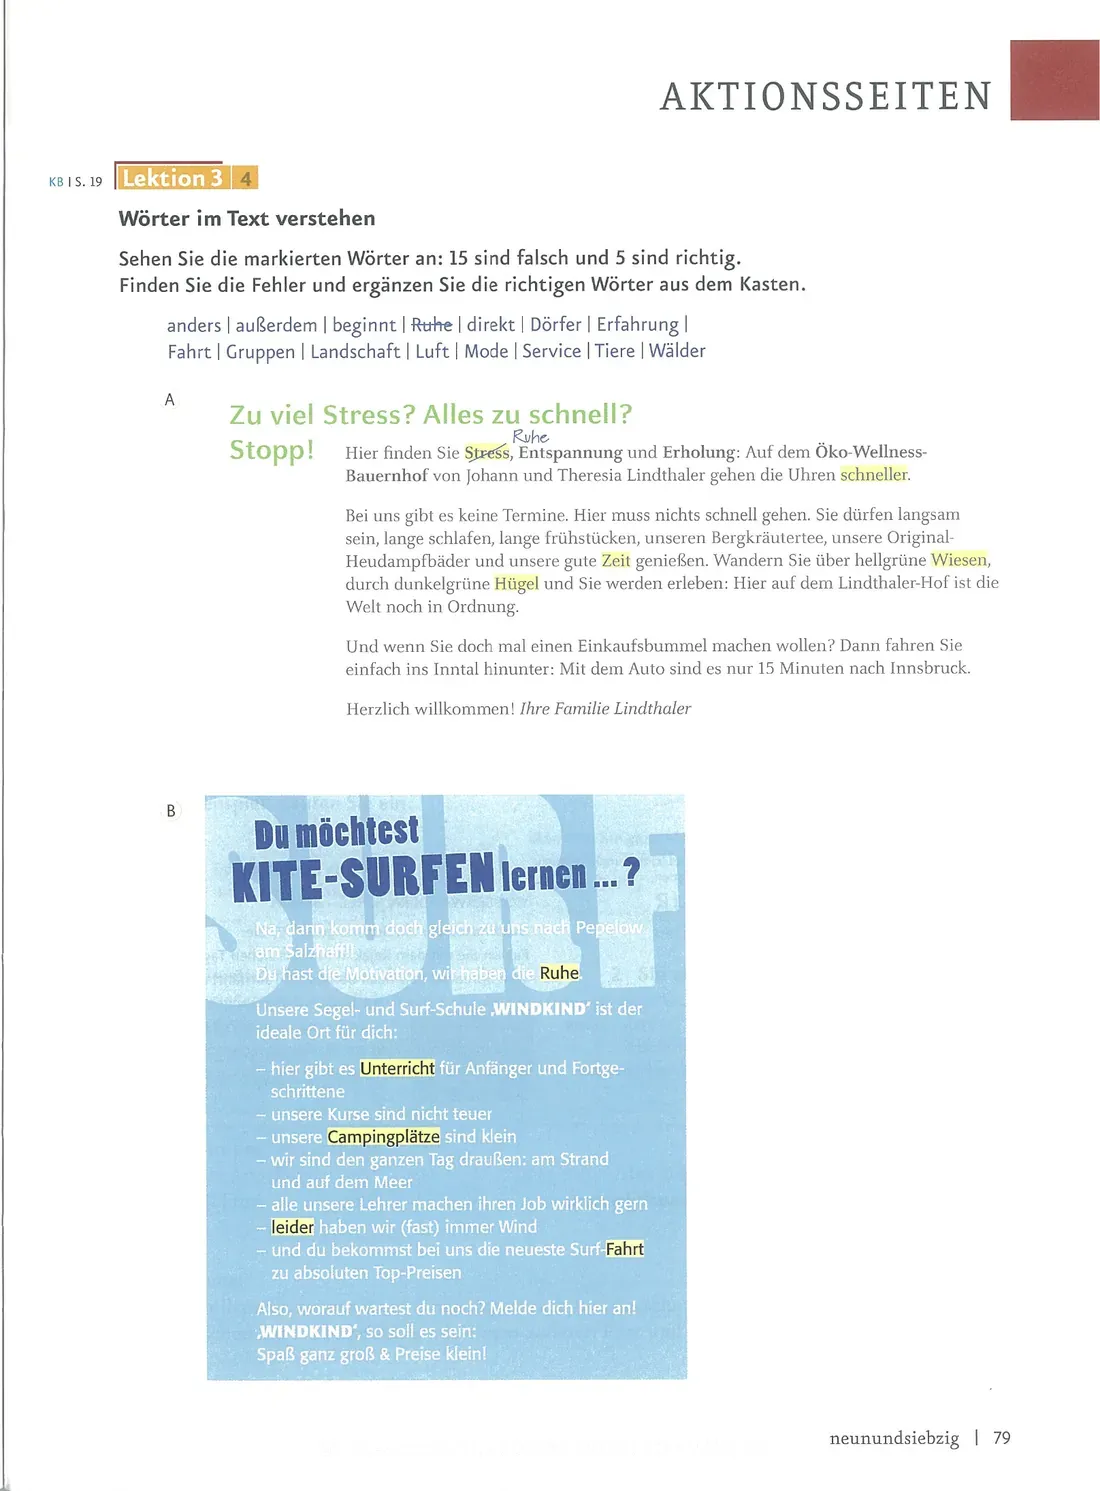 AKTIONSSEITEN
KB | S. 19 Lektion 3 4
Wörter im Text verstehen
Sehen Sie die markierten Wörter an: 15 sind falsch und 5 sind richtig.
Finden Sie die Fehler und ergänzen Sie die richtigen Wörter aus dem Kasten.
anders | außerdem | beginnt | Ruhe | direkt | Dörfer | Erfahrung |
Fahrt | Gruppen | Landschaft | Luft | Mode | Service | Tiere | Wälder
A
Zu viel Stress? Alles zu schnell?
Ruhe
Stopp! Hier finden Sie Stress, Entspannung und Erholung: Auf dem Öko-Wellness-
Bauernhof von Johann und Theresia Lindthaler gehen die Uhren schneller.
Bei uns gibt es keine Termine. Hier muss nichts schnell gehen. Sie dürfen langsam
sein, lange schlafen, lange frühstücken, unseren Bergkräutertee, unsere Original-
Heudampfbäder und unsere gute Zeit genießen. Wandern Sie über hellgrüne Wiesen,
durch dunkelgrüne Hügel und Sie werden erleben: Hier auf dem Lindthaler-Hof ist die
Welt noch in Ordnung.
Und wenn Sie doch mal einen Einkaufsbummel machen wollen? Dann fahren Sie
einfach ins Inntal hinunter: Mit dem Auto sind es nur 15 Minuten nach Innsbruck.
Herzlich willkommen! Ihre Familie Lindthaler
B
SURF
Du möchtest
KITE-SURFEN lernen ... ?
Na, dann komm doch gleich zu uns nach Pepelow
am Salzhaff!!
Du hast die Motivation, wir haben die Ruhe.
Unsere Segel- und Surf-Schule ‚WINDKIND‘ ist der
ideale Ort für dich:
– hier gibt es Unterricht für Anfänger und Fortge-
schrittene
– unsere Kurse sind nicht teuer
– unsere Campingplätze sind klein
– wir sind den ganzen Tag draußen: am Strand
und auf dem Meer
– alle unsere Lehrer machen ihren Job wirklich gern
– leider haben wir (fast) immer Wind
– und du bekommst bei uns die neueste Surf-Fahrt
zu absoluten Top-Preisen
Also, worauf wartest du noch? Melde dich hier an!
‚WINDKIND‘, so soll es sein:
Spaß ganz groß & Preise klein!
neunundsiebzig | 79